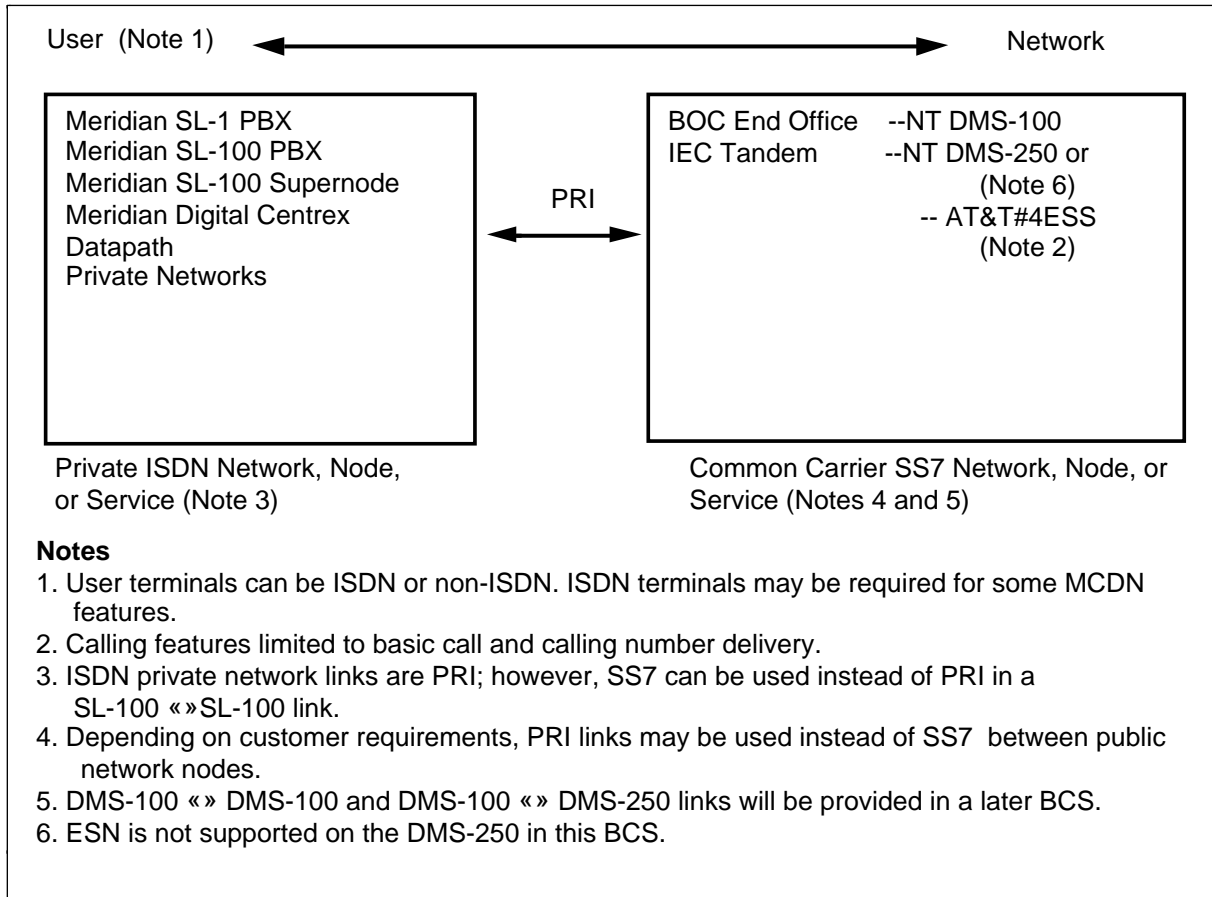 User (Note 1)
Network
Meridian SL-1 PBX
Meridian SL-100 PBX
Meridian SL-100 Supernode
Meridian Digital Centrex
Datapath
Private Networks
PRI
BOC End Office --NT DMS-100
IEC Tandem --NT DMS-250 or
(Note 6)
-- AT&T#4ESS
(Note 2)
Private ISDN Network, Node,
or Service (Note 3)
Common Carrier SS7 Network, Node, or
Service (Notes 4 and 5)
Notes
1. User terminals can be ISDN or non-ISDN. ISDN terminals may be required for some MCDN
features.
2. Calling features limited to basic call and calling number delivery.
3. ISDN private network links are PRI; however, SS7 can be used instead of PRI in a
SL-100 «»SL-100 link.
4. Depending on customer requirements, PRI links may be used instead of SS7 between public
network nodes.
5. DMS-100 «» DMS-100 and DMS-100 «» DMS-250 links will be provided in a later BCS.
6. ESN is not supported on the DMS-250 in this BCS.